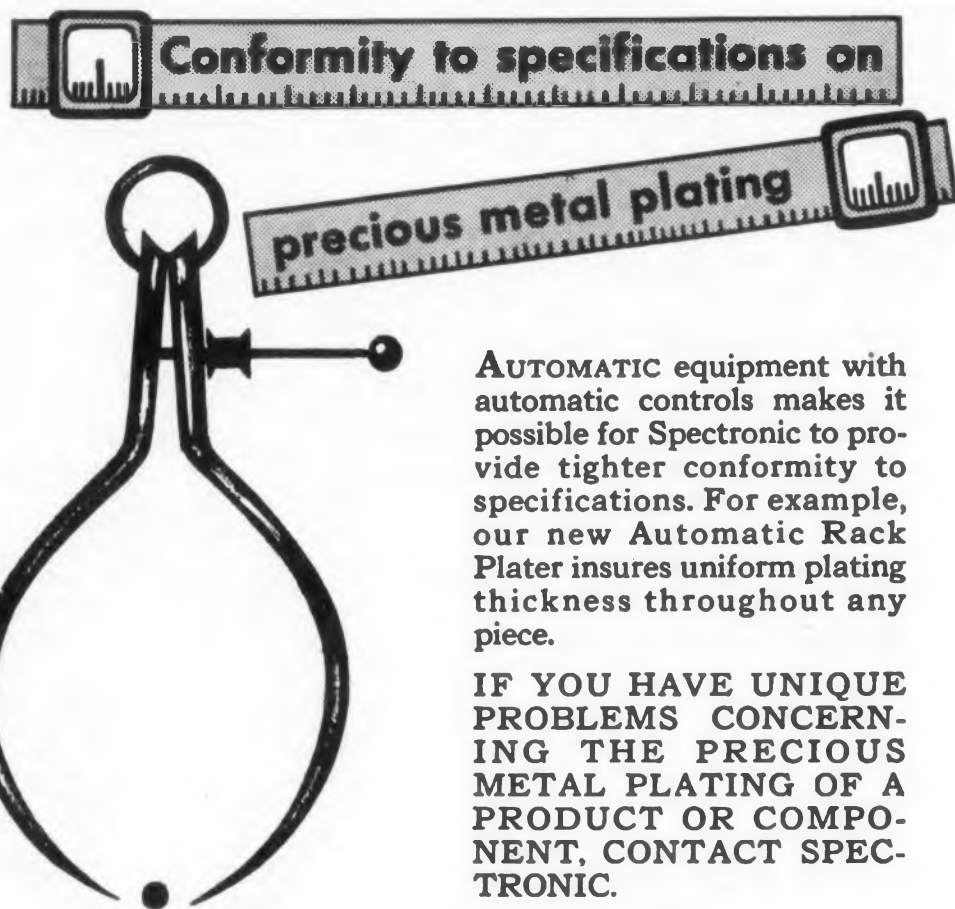 Conformity to specifications on
precious metal plating
AUTOMATIC equipment with
automatic controls makes it
possible for Spectronic to pro-
vide tighter conformity to
specifications. For example,
our new Automatic Rack
Plater insures uniform plating
thickness throughout any
piece.
IF YOU HAVE UNIQUE
PROBLEMS CONCERN-
ING THE PRECIOUS
METAL PLATING OF A
PRODUCT OR COMPO-
NENT, CONTACT SPEC-
TRONIC.